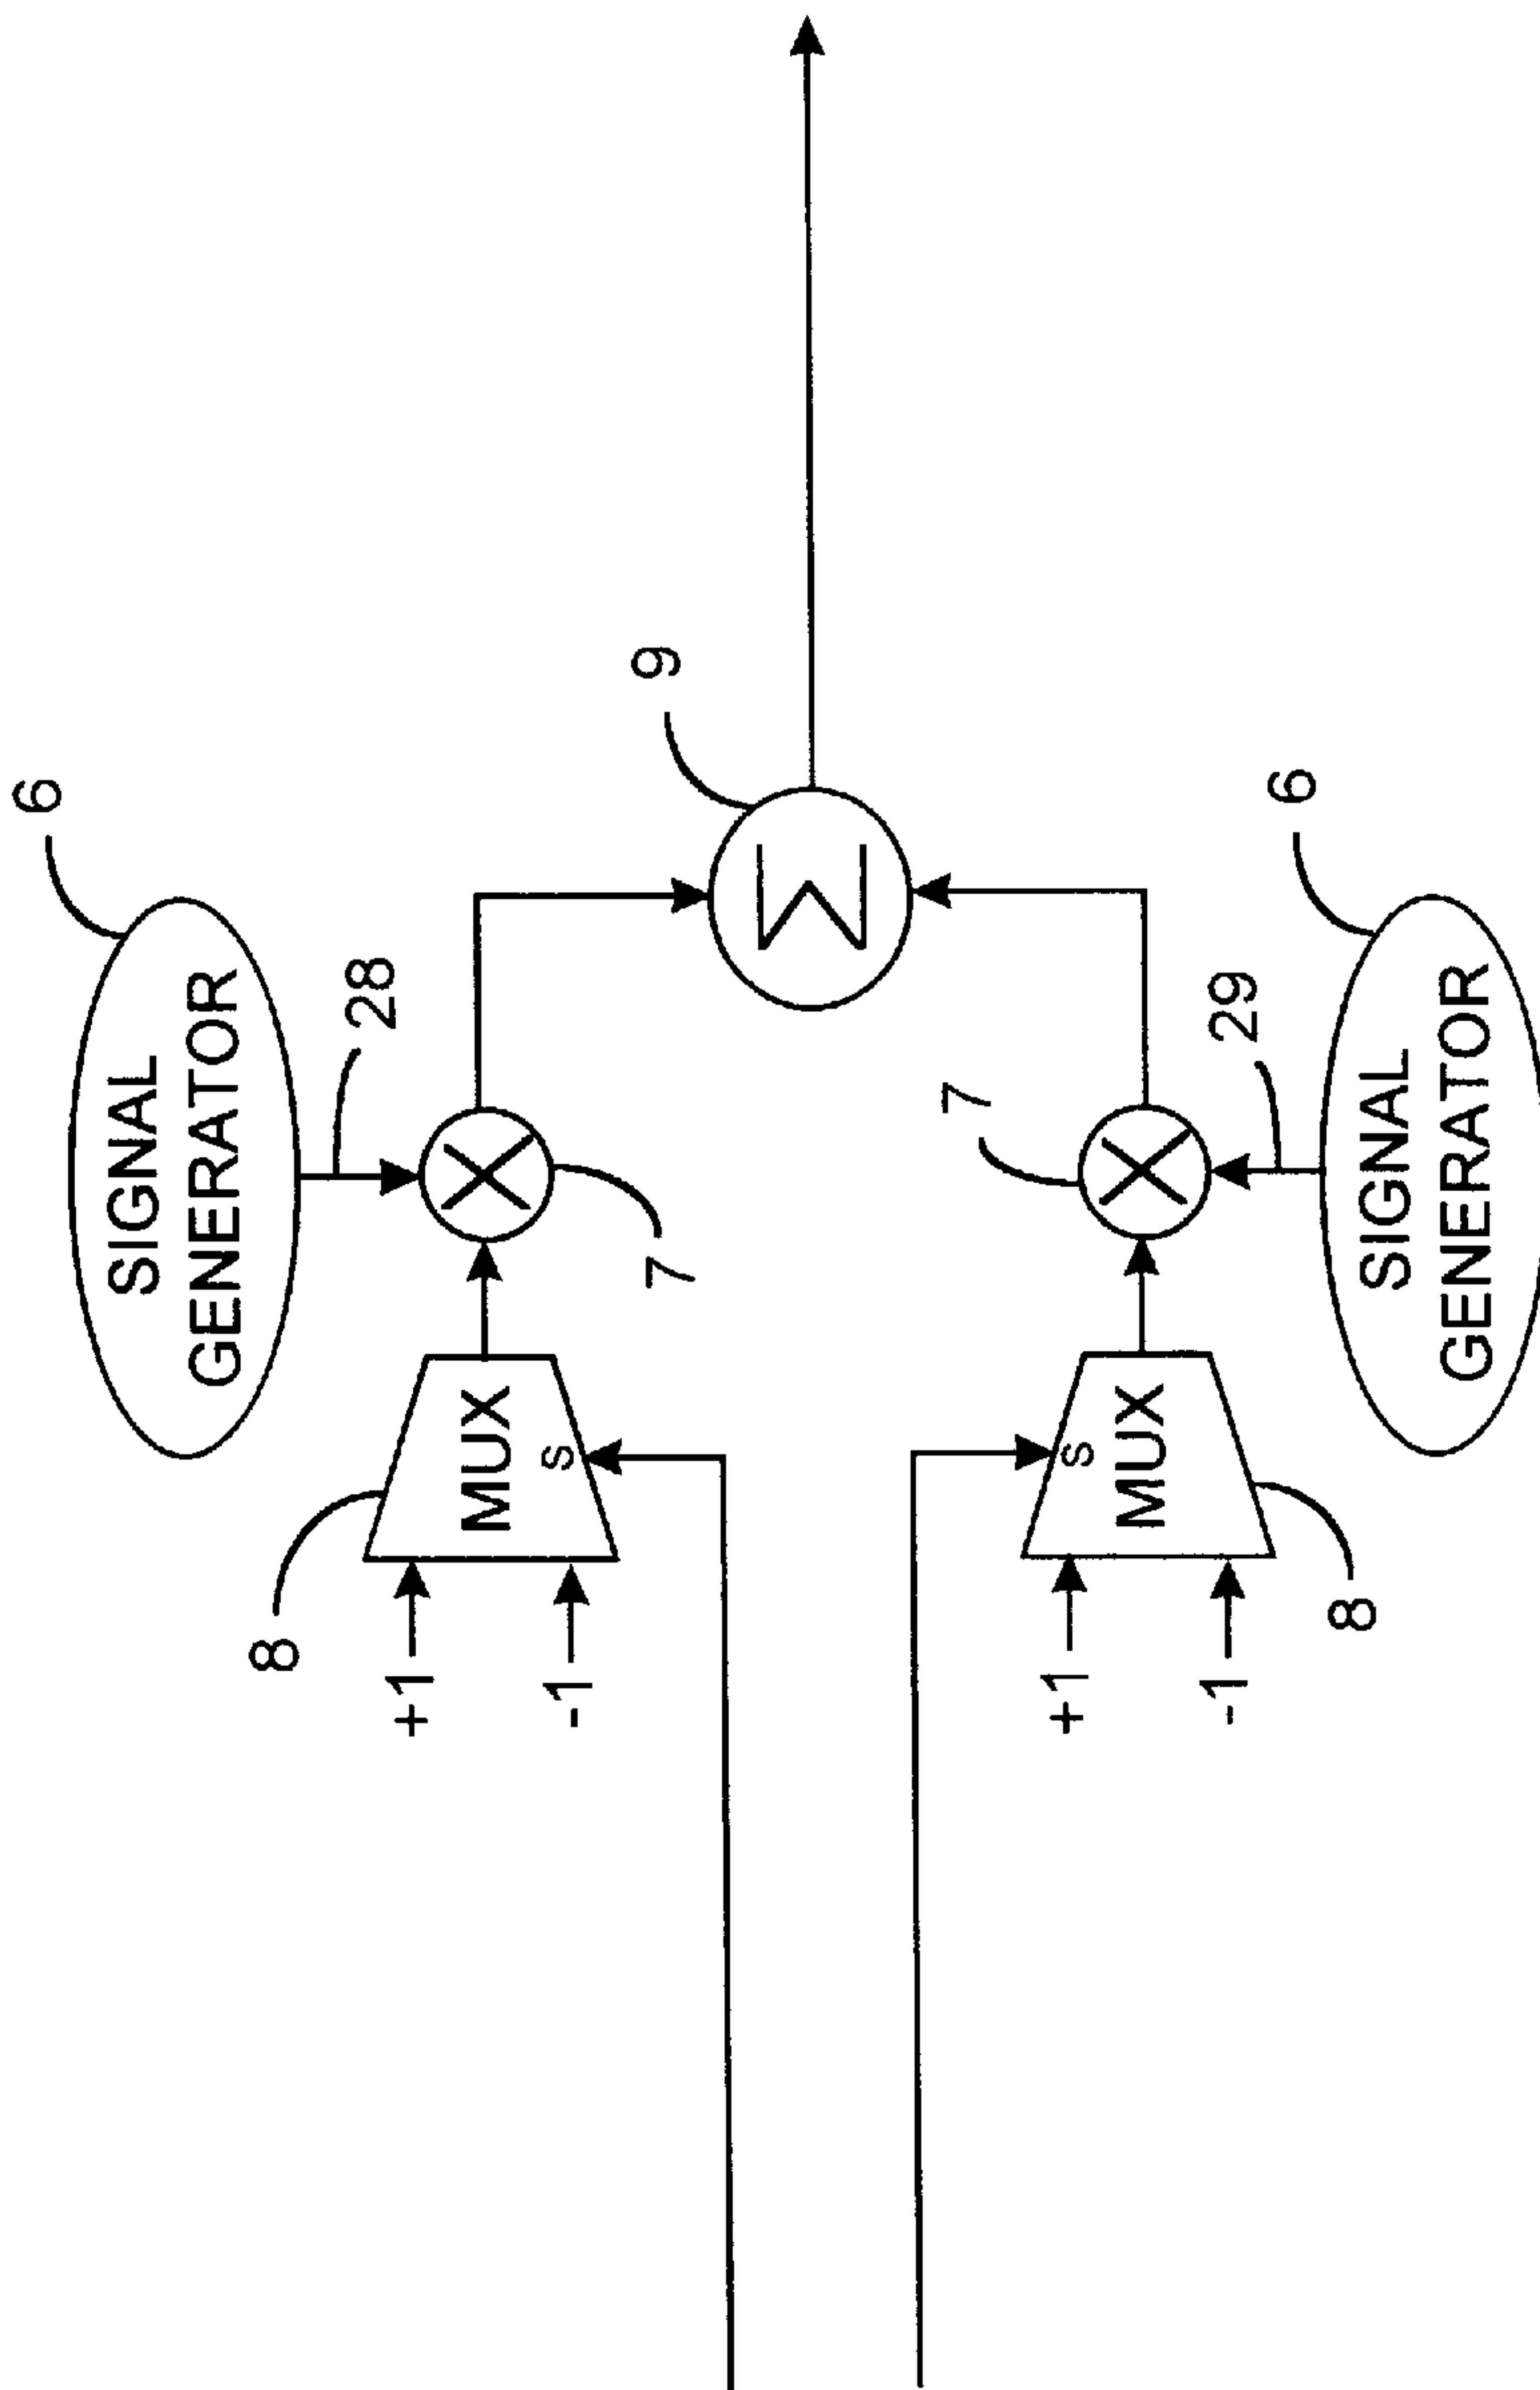 6
SIGNAL
GENERATOR
8
28
+1
MUX
s
-1
7
9
Σ
7
+1
s
MUX
-1
29
6
8
SIGNAL
GENERATOR